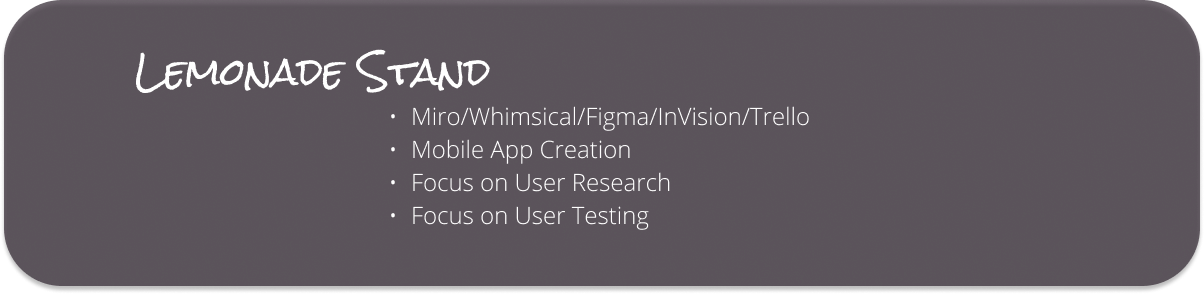 Lemonade Stand
• Miro/Whimsical/Figma/InVision/Trello
• Mobile App Creation
• Focus on User Research
• Focus on User Testing